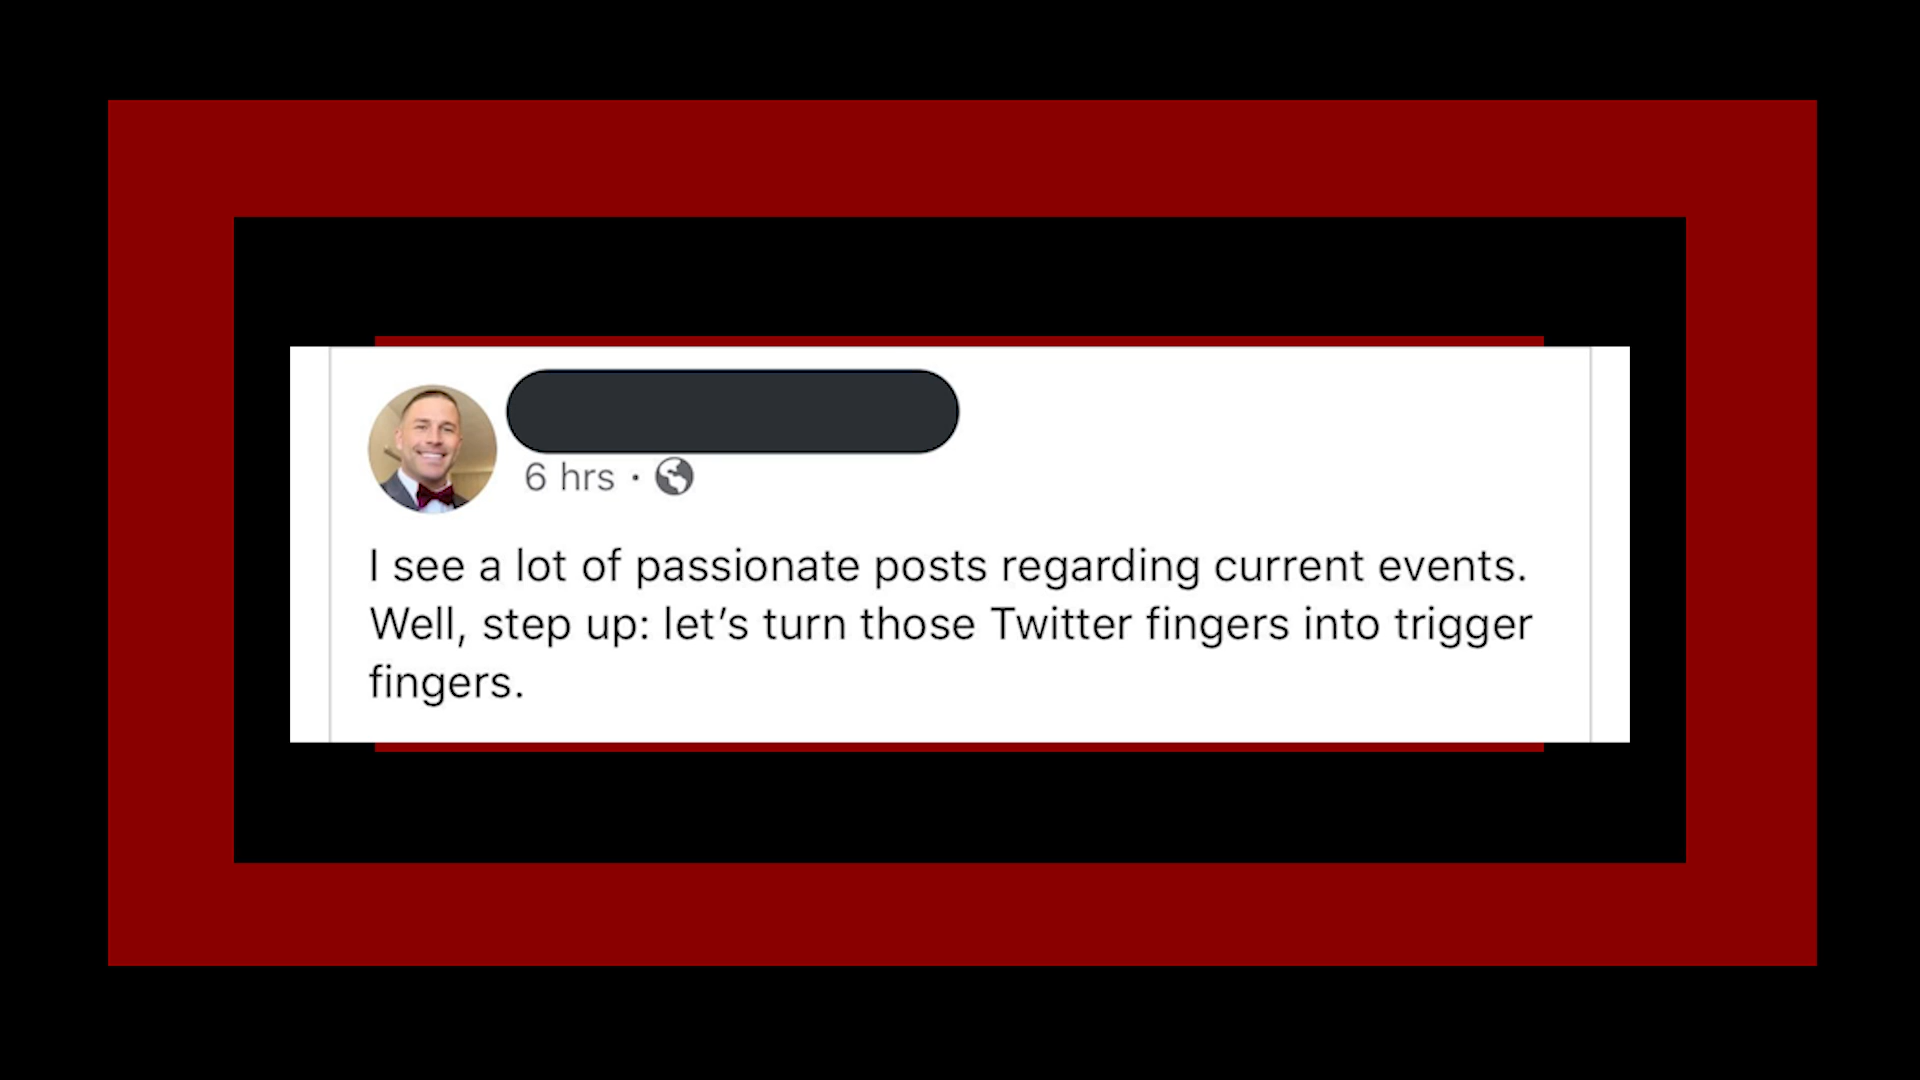 6 hrs ·
I see a lot of passionate posts regarding current events.
Well, step up: let’s turn those Twitter fingers into trigger
fingers.